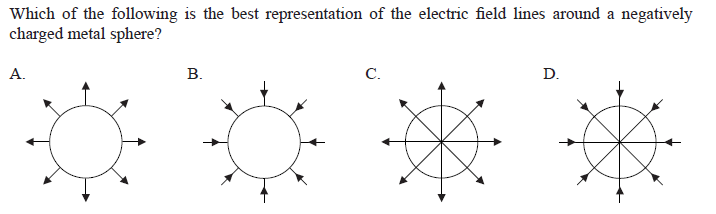 Which of the following is the best representation of the electric field lines around a negatively
charged metal sphere?
A. B. C. D.